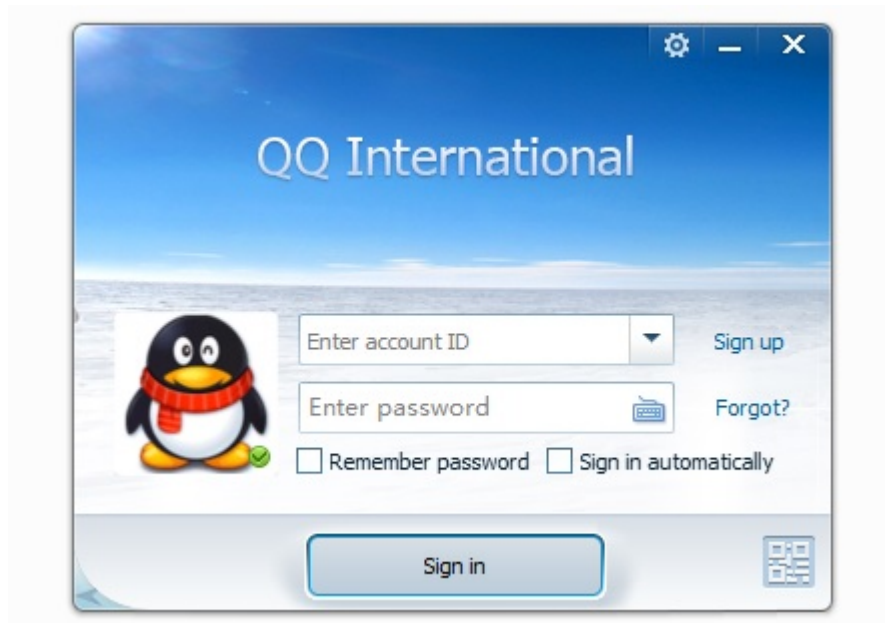 QQ International
Enter account ID
Sign up
Enter password
Forgot?
Remember password
Sign in automatically
Sign in